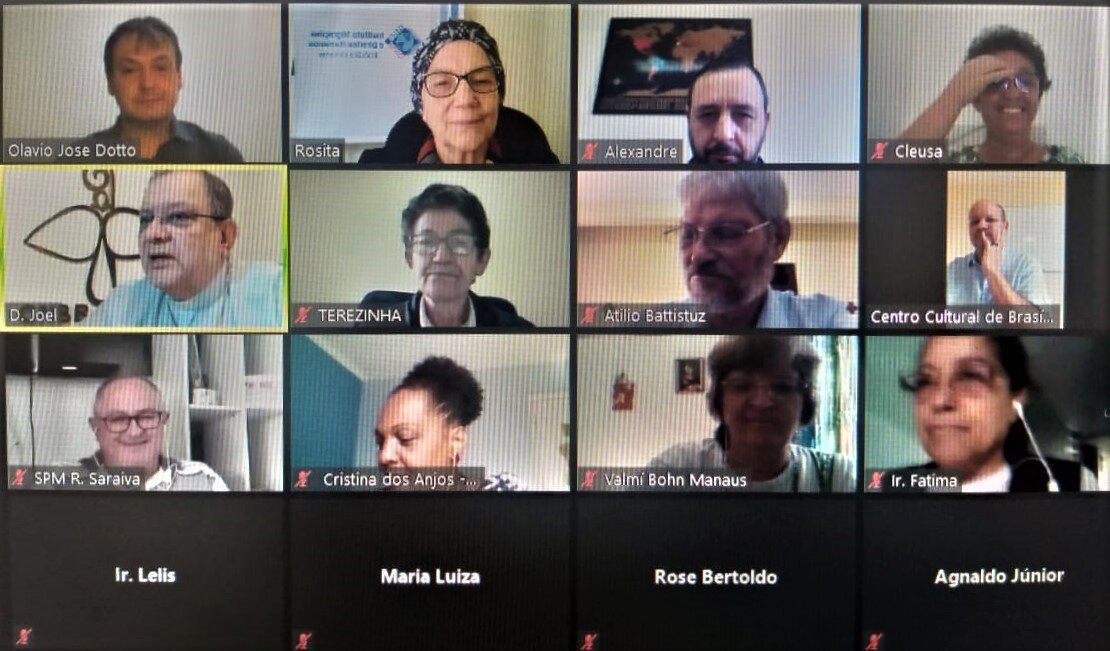 Olavio Jose Dotto
Rosita
Alexandre
Cleusa
D. Joel
TEREZINHA
Atilio Battistuz
Centro Cultural de Brasí...
SPM R. Saraiva
Cristina dos Anjos -...
Valmí Bohn Manaus
Ir. Fatima
Ir. Lelis
Maria Luiza
Rose Bertoldo
Agnaldo Júnior